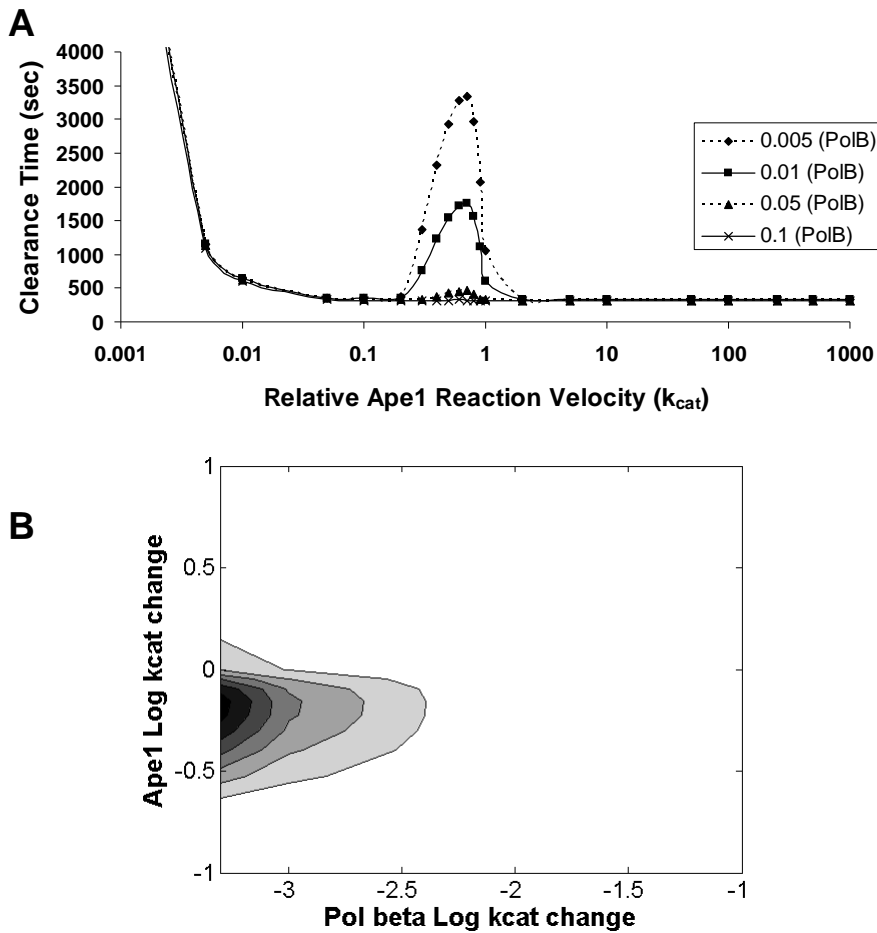 A
Clearance Time (sec)
4000
3500
3000
2500
2000
1500
1000
500
0
0.001 0.01 0.1 1 10 100 1000
Relative Ape1 Reaction Velocity (kcat)
0.005 (PolB)
0.01 (PolB)
0.05 (PolB)
0.1 (PolB)
B
Ape1 Log kcat change
1
0.5
0
-0.5
-1
-3 -2.5 -2 -1.5 -1
Pol beta Log kcat change